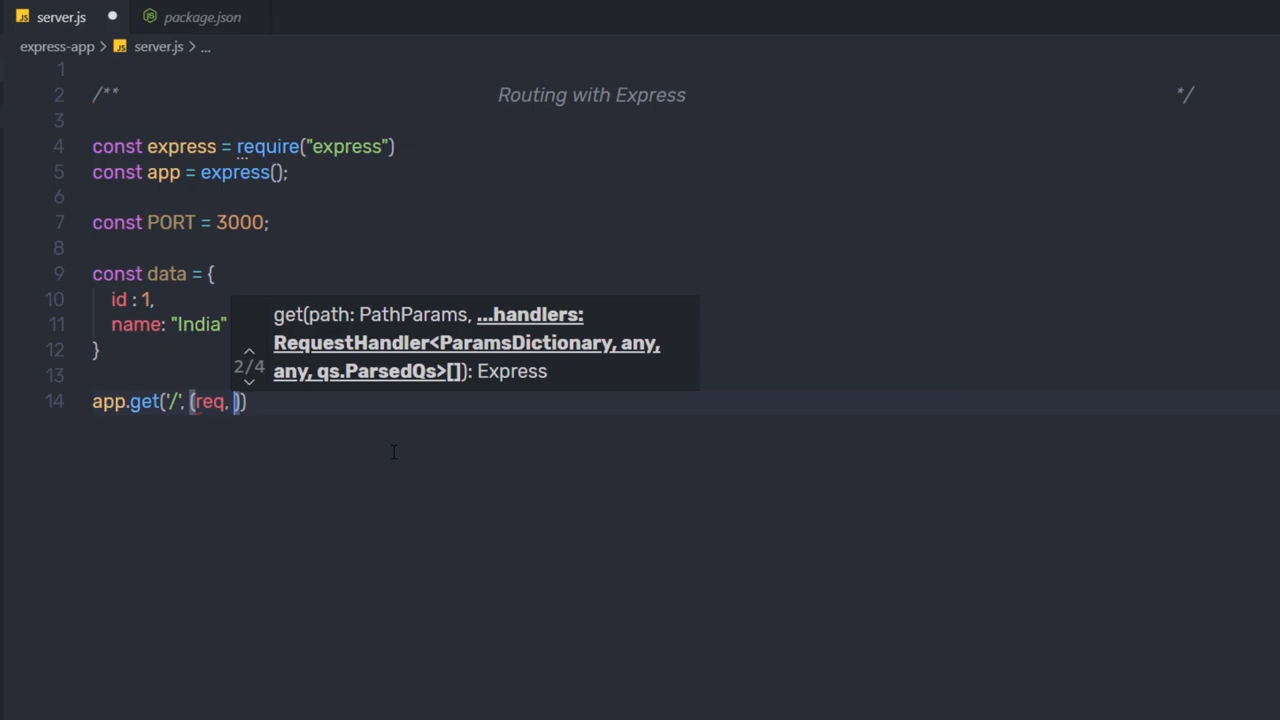 JS server.js package.json
express-app > JS server.js > ...
1
2 /** Routing with Express */
3
4 const express = require("express")
5 const app = express();
6
7 const PORT = 3000;
8
9 const data = {
10 id : 1,
11 name: "India"
12 }
13
14 app.get('/', (req, ))
get(path: PathParams, ...handlers:
RequestHandler<ParamsDictionary, any,
2/4 any, qs.ParsedQs>[]): Express